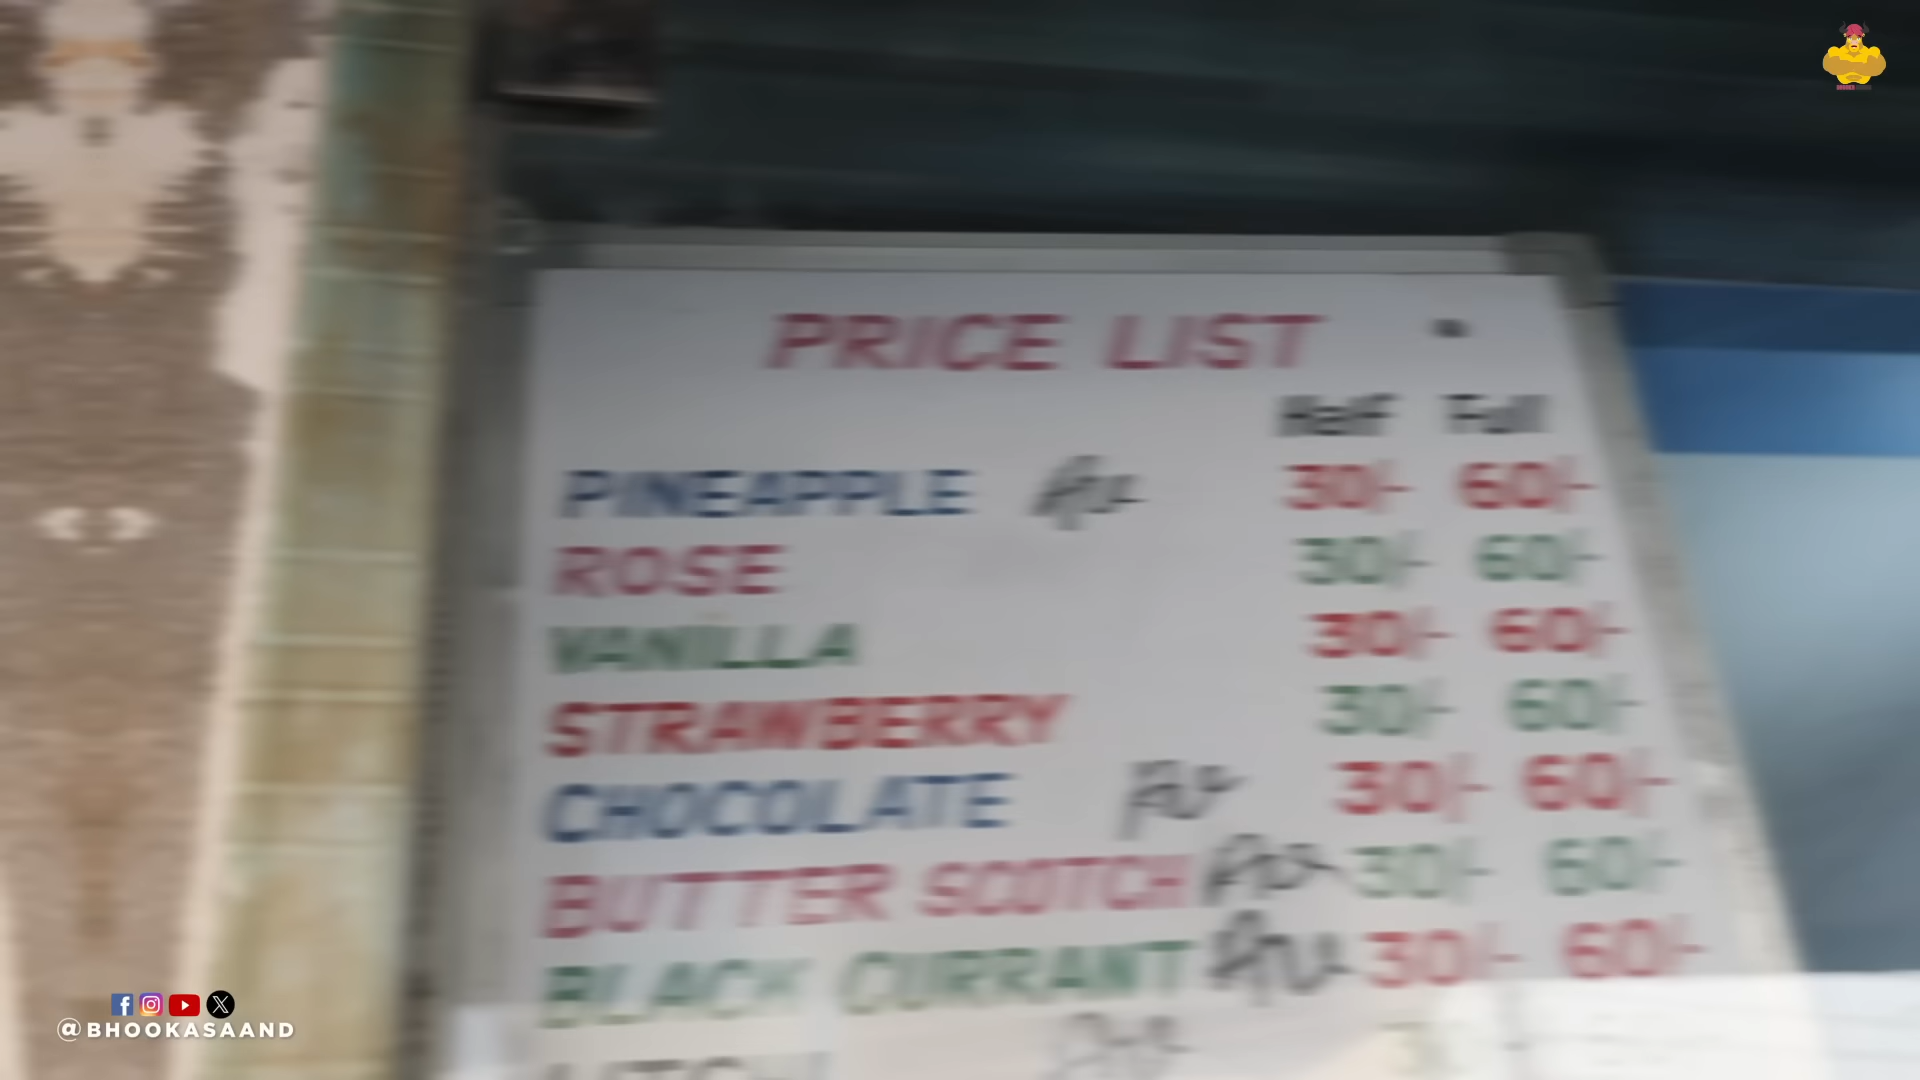 PRICE LIST
Half Full
PINEAPPLE 30/- 60/-
ROSE 30/- 60/-
VANILLA 30/- 60/-
STRAWBERRY 30/- 60/-
CHOCOLATE 30/- 60/-
BUTTER SCOTCH 30/- 60/-
BLACK CURRANT 30/- 60/-
@BHOOKASAAND